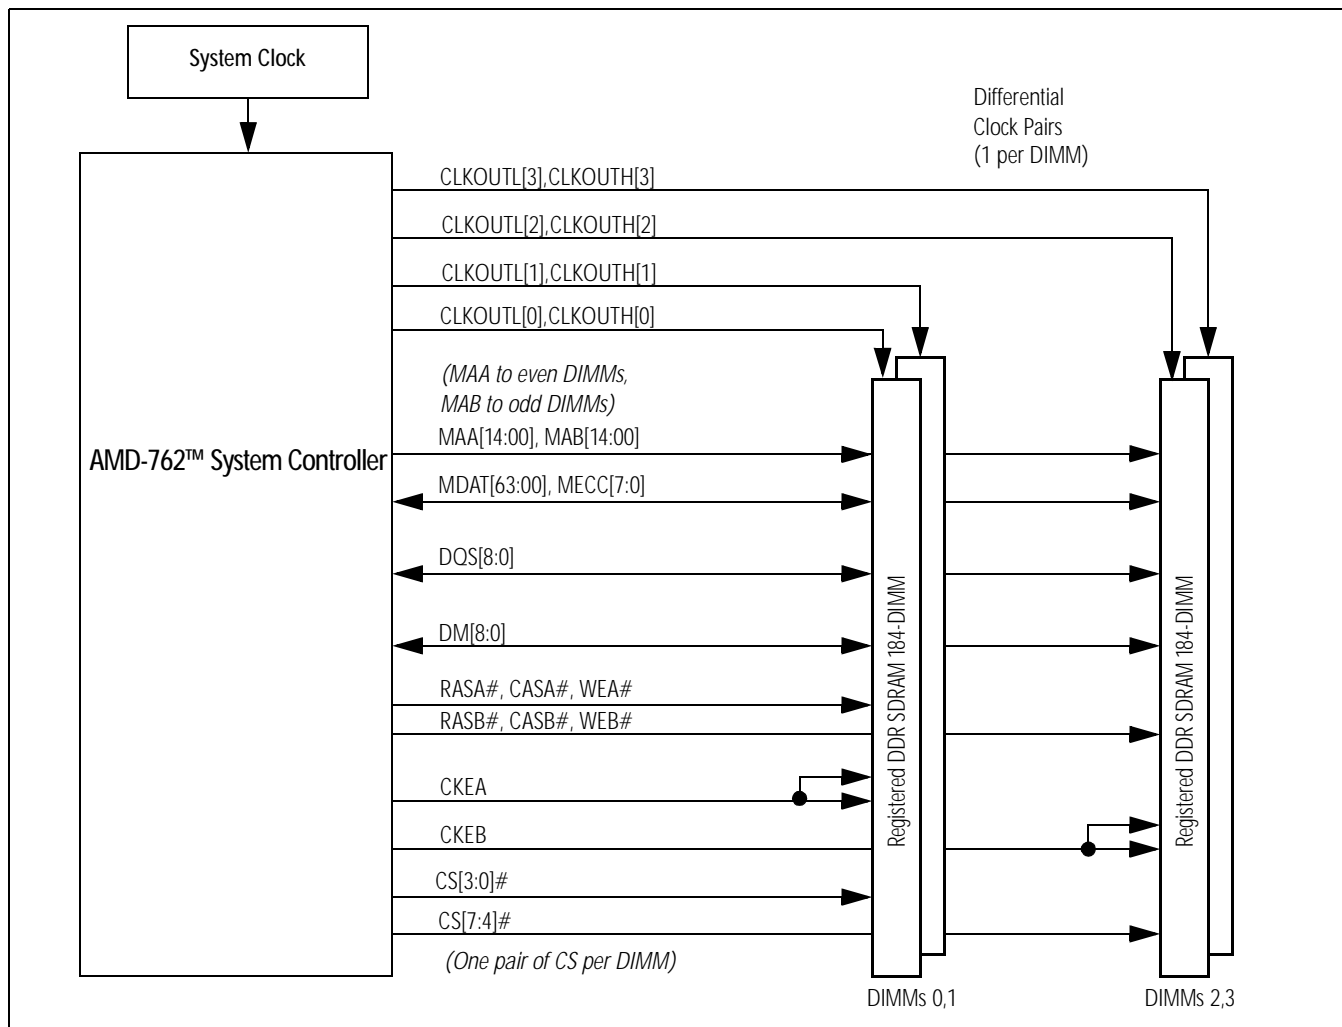 System Clock
Differential
Clock Pairs
(1 per DIMM)
CLKOUTL[3],CLKOUTH[3]
CLKOUTL[2],CLKOUTH[2]
CLKOUTL[1],CLKOUTH[1]
CLKOUTL[0],CLKOUTH[0]
(MAA to even DIMMs,
MAB to odd DIMMs)
MAA[14:00], MAB[14:00]
AMD-762™ System Controller
MDAT[63:00], MECC[7:0]
DQS[8:0]
DM[8:0]
RASA#, CASA#, WEA#
RASB#, CASB#, WEB#
CKEA
CKEB
CS[3:0]#
CS[7:4]#
(One pair of CS per DIMM)
Registered DDR SDRAM 184-DIMM
Registered DDR SDRAM 184-DIMM
DIMMs 0,1
DIMMs 2,3